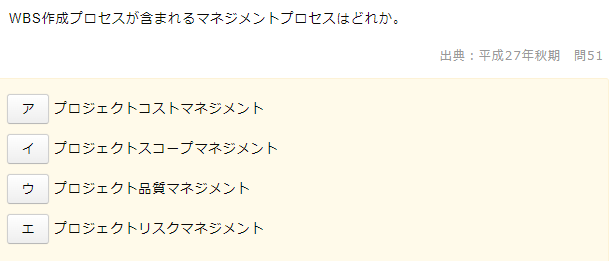 WBS作成プロセスが含まれるマネジメントプロセスはどれか。
出典：平成27年秋期　問51
ア プロジェクトコストマネジメント
イ プロジェクトスコープマネジメント
ウ プロジェクト品質マネジメント
エ プロジェクトリスクマネジメント